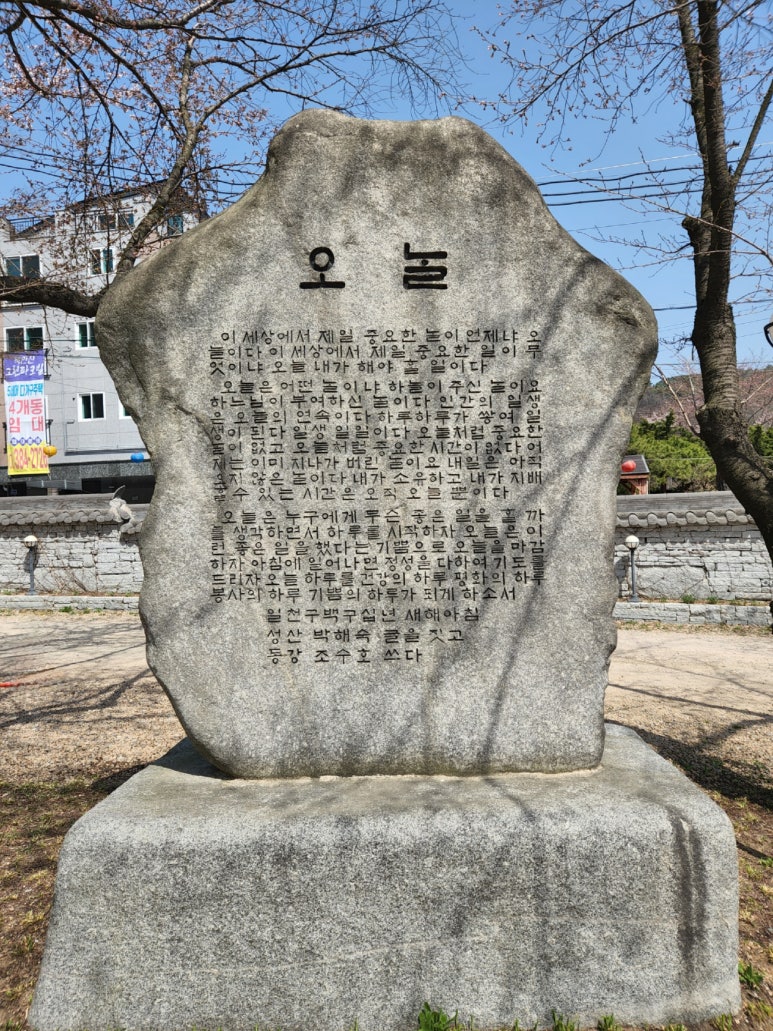 오늘
이 세상에서 제일 중요한 날이 언제냐 오
늘이다 이 세상에서 제일 중요한 일이 무
엇이냐 오늘 내가 해야 할 일이다
오늘은 어떤 날이냐 하늘이 주신 날이요
하느님이 부여하신 날이다 인간의 일생
은 오늘의 연속이다 하루하루가 쌓여 일
생이 된다 일생 일일이다 오늘처럼 중요한
날이 없고 오늘처럼 중요한 시간이 없다 어
제는 이미 지나가 버린 날이요 내일은 아직
오지 않은 날이다 내가 소유하고 내가 지배
할 수 있는 시간은 오직 오늘 뿐이다
오늘은 누구에게 무슨 좋은 일을 할 까
를 생각하면서 하루를 시작하자 오늘은 이
런 좋은 일을 했다는 기쁨으로 오늘을 마감
하자 아침에 일어나면 정성을 다하여 기도를
드리자 오늘 하루를 건강의 하루 평화의 하루
봉사의 하루 기쁨의 하루가 되게 하소서
일천구백구십년 새해아침
성산 박해숙 글을 짓고
동강 조수호 쓰다
4개동
임대